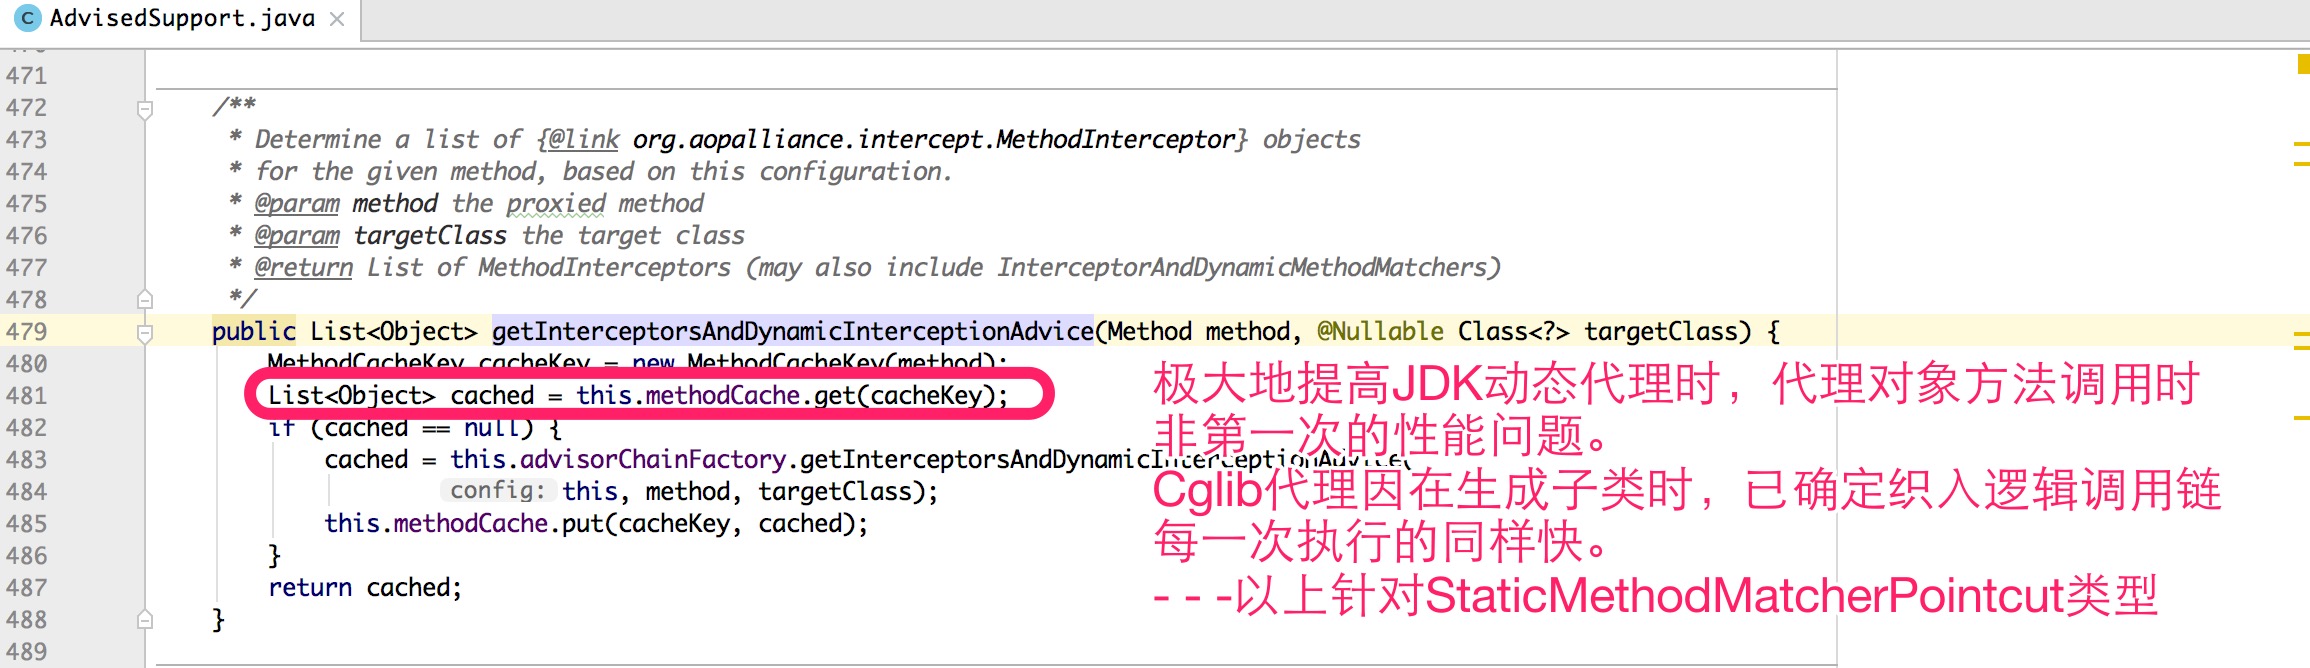 AdvisedSupport.java
471
472 /**
473 * Determine a list of {@link org.aopalliance.intercept.MethodInterceptor} objects
474 * for the given method, based on this configuration.
475 * @param method the proxied method
476 * @param targetClass the target class
477 * @return List of MethodInterceptors (may also include InterceptorAndDynamicMethodMatchers)
478 */
479 public List<Object> getInterceptorsAndDynamicInterceptionAdvice(Method method, @Nullable Class<?> targetClass) {
480 MethodCacheKey cacheKey = new MethodCacheKey(method);
481 List<Object> cached = this.methodCache.get(cacheKey);
482 if (cached == null) {
483 cached = this.advisorChainFactory.getInterceptorsAndDynamicInterceptionAdvice(
484 config: this, method, targetClass);
485 this.methodCache.put(cacheKey, cached);
486 }
487 return cached;
488 }
489
极大地提高JDK动态代理时，代理对象方法调用时
非第一次的性能问题。
Cglib代理因在生成子类时，已确定织入逻辑调用链
每一次执行的同样快。
- - -以上针对StaticMethodMatcherPointcut类型